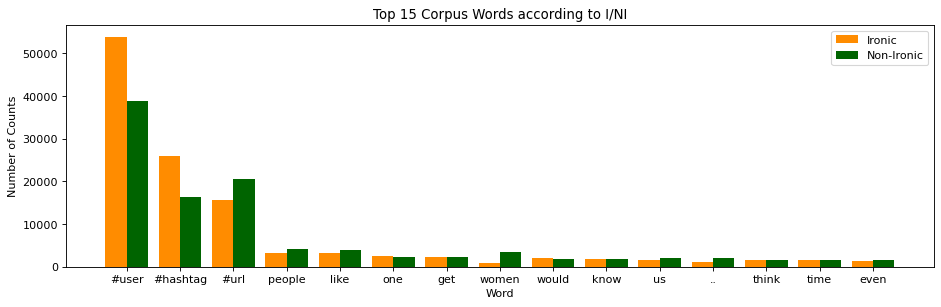 Top 15 Corpus Words according to I/NI
Ironic
Non-Ironic
Number of Counts
50000
40000
30000
20000
10000
0
#user #hashtag #url people like one get women would know us .. think time even
Word